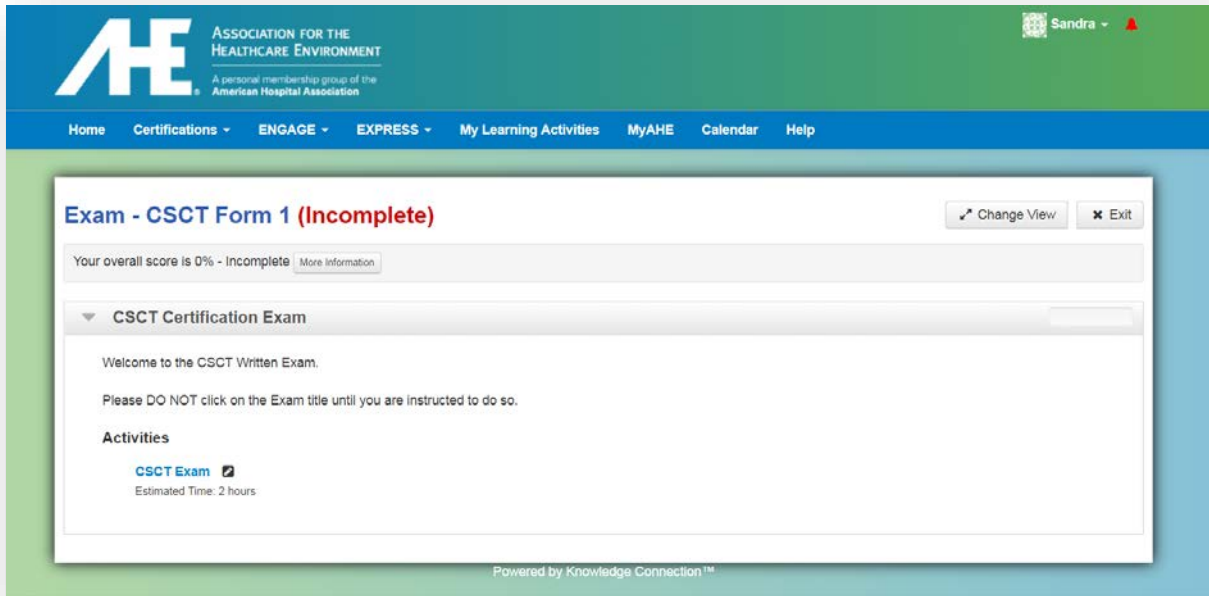 AHE®
ASSOCIATION FOR THE
HEALTHCARE ENVIRONMENT
A personal membership group of the
American Hospital Association
Sandra
Home Certifications ENGAGE EXPRESS My Learning Activities MyAHE Calendar Help
Exam - CSCT Form 1 (Incomplete)
Change View
Exit
Your overall score is 0% - Incomplete More Information
CSCT Certification Exam
Welcome to the CSCT Written Exam.
Please DO NOT click on the Exam title until you are instructed to do so.
Activities
CSCT Exam
Estimated Time: 2 hours
Powered by Knowledge Connection™